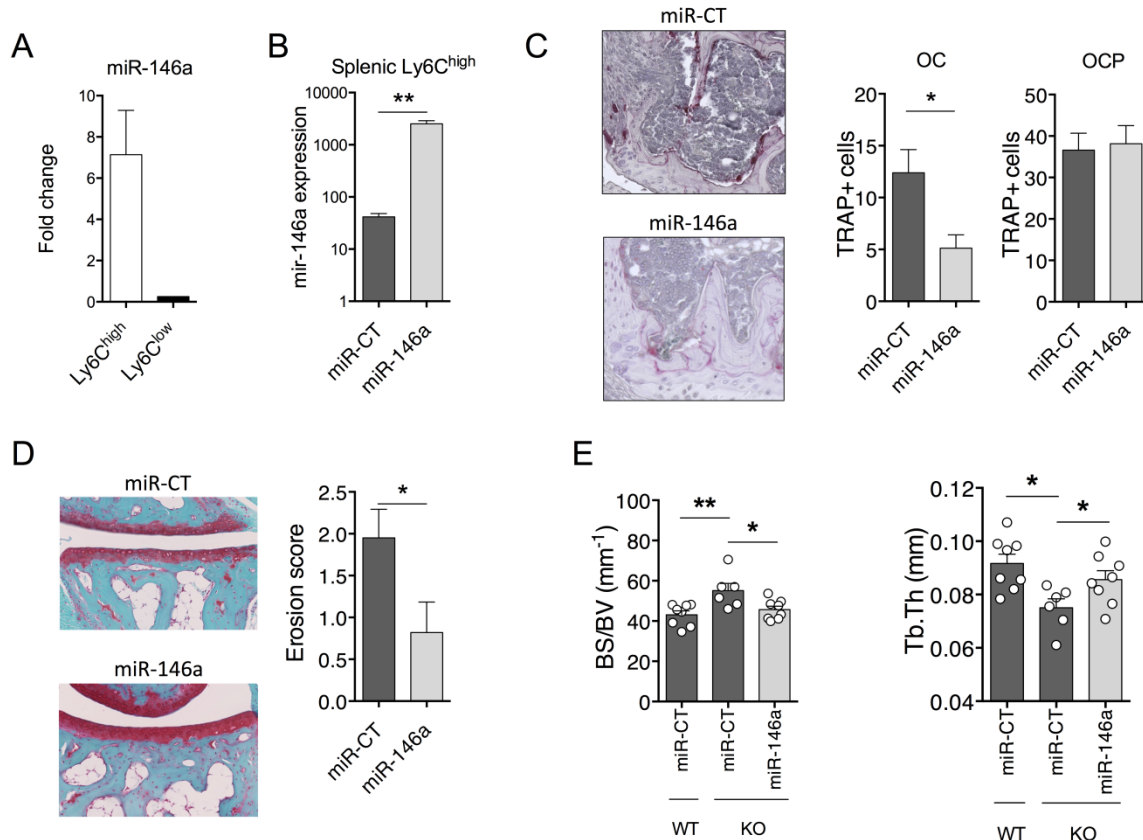 A
miR-146a
Fold change
10
8
6
4
2
0
Ly6Chigh
Ly6Clow
B
Splenic Ly6Chigh
**
mir-146a expression
10000
1000
100
10
1
miR-CT
miR-146a
C
miR-CT
miR-146a
OC
*
TRAP+ cells
20
15
10
5
0
miR-CT
miR-146a
OCP
TRAP+ cells
50
40
30
20
10
0
miR-CT
miR-146a
D
miR-CT
miR-146a
*
Erosion score
2.5
2.0
1.5
1.0
0.5
0.0
miR-CT
miR-146a
E
** *
BS/BV (mm-1)
100
80
60
40
20
0
miR-CT
miR-CT
miR-146a
WT KO
* *
Tb.Th (mm)
0.12
0.10
0.08
0.06
0.04
miR-CT
miR-CT
miR-146a
WT KO